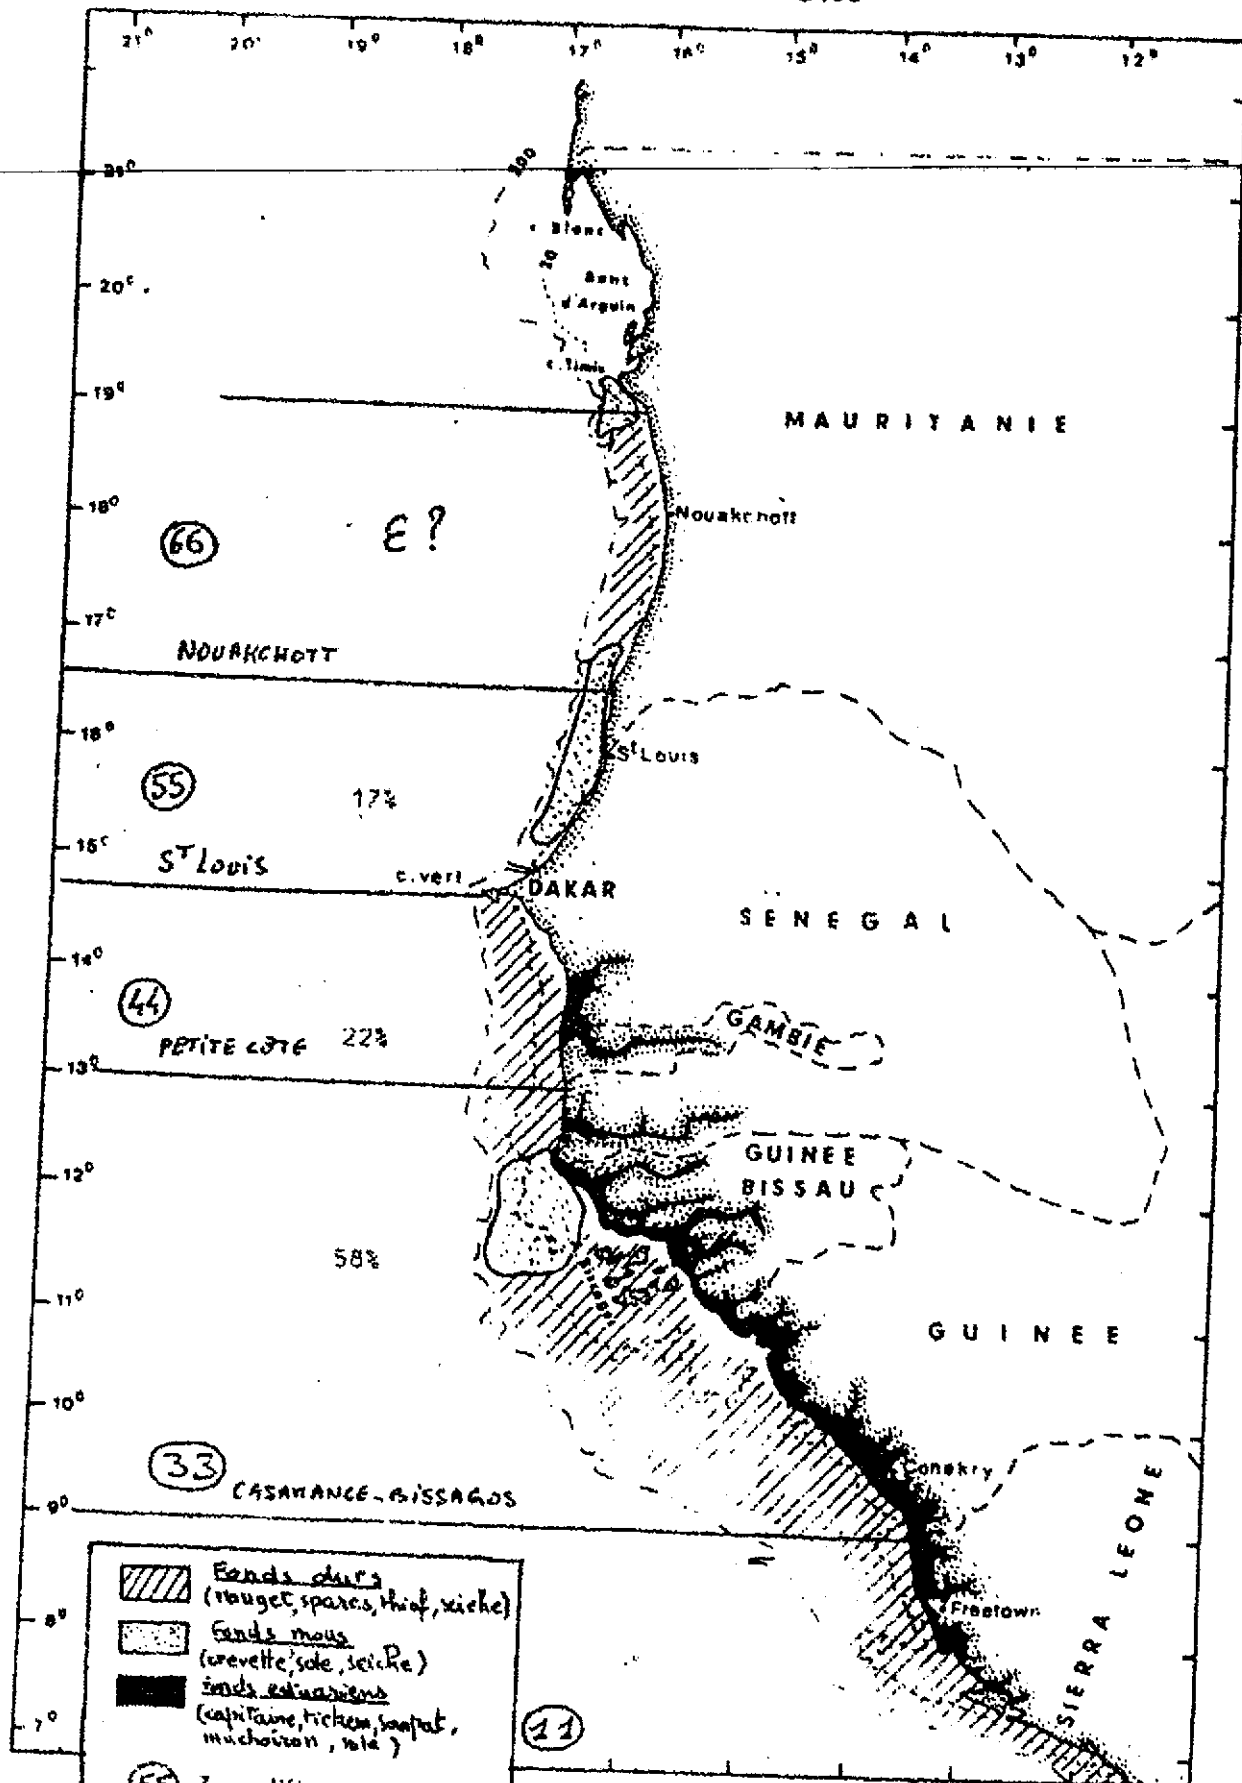 21° 20° 19° 18° 17° 16° 15° 14° 13° 12°
21°
200
c Blanc
20
Banc
d'Arguin
20°
c. Timis
19°
MAURITANIE
18°
Nouakchott
66
ε?
17°
NOUAKCHOTT
16°
St Louis
55
17%
15°
ST LOUIS
c. vert
DAKAR
SENEGAL
14°
44
GAMBIE
PETITE COTE 22%
13°
12°
GUINEE
BISSAU
58%
11°
GUINEE
10°
33
CASAMANCE-BISSAGOS
Conakry
9°
SIERRA LEONE
Fonds durs
(rouget, spares, thiof, seiche)
8°
Freetown
Fonds mous
(crevette, sole, seiche)
Fonds estuariens
(capitaine,
machoiron, sole)
7°
11
55